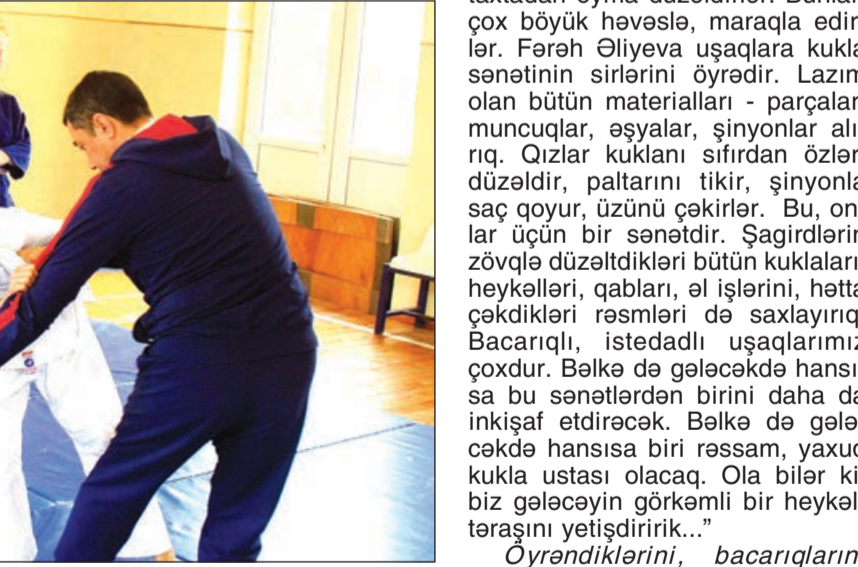 çox böyük həvəslə, maraqla edir
lər. Fərəh Əliyeva uşaqlara kukla
sənətinin sirlərini öyrədir. Lazım
olan bütün materialları - parçalar
muncuqlar, əşyalar, şinyonlar alı
rıq. Qızlar kuklanı sıfırdan özlər
düzəldir, paltarını tikir, şinyonla
saç qoyur, üzünü çəkirlər. Bu, on
lar üçün bir sənətdir. Şagirdlərin
zövqlə düzəltdikləri bütün kuklaları
heykəlləri, qabları, əl işlərini, hətta
çəkdikləri rəsmləri də saxlayırıq
Bacarıqlı, istedadlı uşaqlarımız
çoxdur. Bəlkə də gələcəkdə hansı
sa bu sənətlərdən birini daha da
inkişaf etdirəcək. Bəlkə də gələ
cəkdə hansısa biri rəssam, yaxud
kukla ustası olacaq. Ola bilər ki
biz gələcəyin görkəmli bir heykəl
təraşını yetişdiririk...”
Öyrəndiklərini, bacarıqların